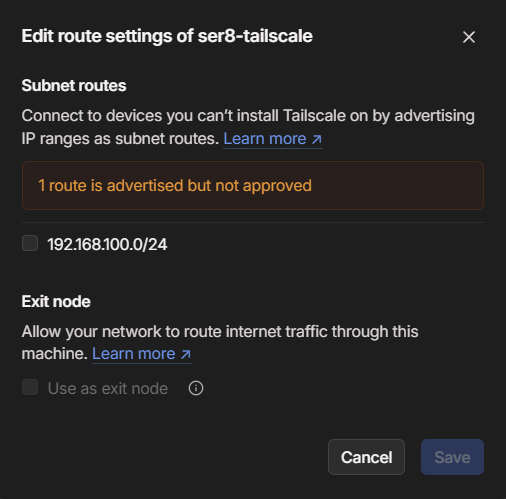 Edit route settings of ser8-tailscale
Subnet routes
Connect to devices you can't install Tailscale on by advertising
IP ranges as subnet routes. Learn more ↗
1 route is advertised but not approved
192.168.100.0/24
Exit node
Allow your network to route internet traffic through this
machine. Learn more ↗
Use as exit node
Cancel
Save